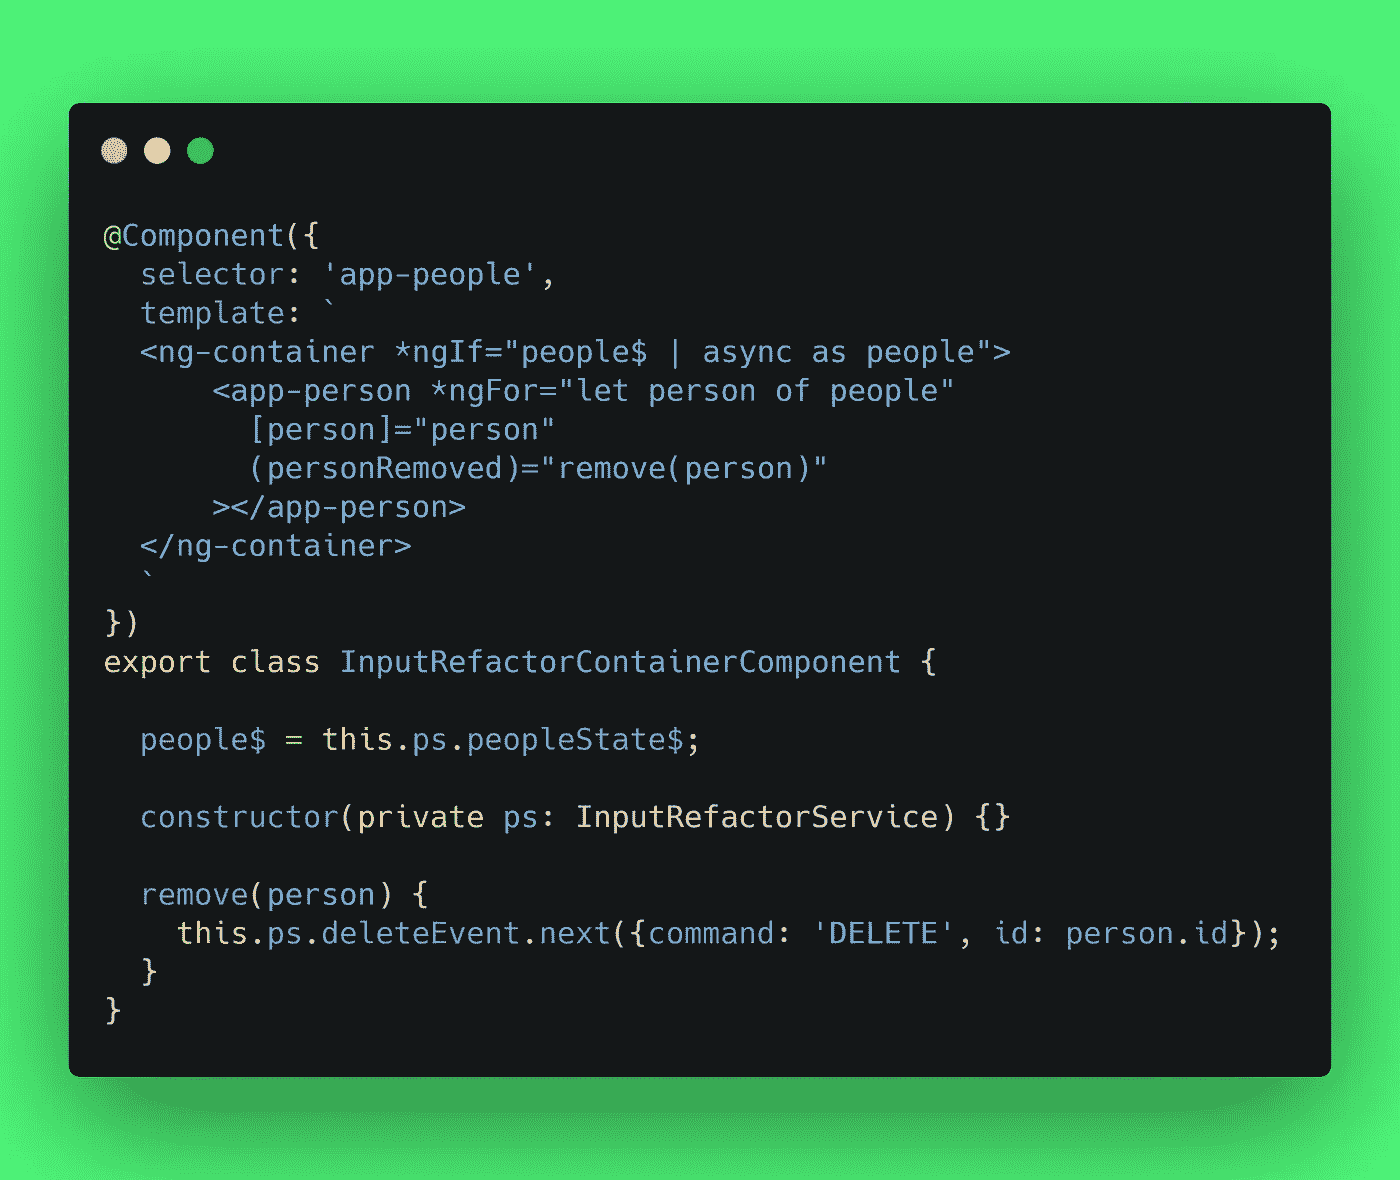 @Component({
  selector: 'app-people',
  template: `
  <ng-container *ngIf="people$ | async as people">
      <app-person *ngFor="let person of people"
        [person]="person"
        (personRemoved)="remove(person)"
      ></app-person>
  </ng-container>
  `
})
export class InputRefactorContainerComponent {

  people$ = this.ps.peopleState$;

  constructor(private ps: InputRefactorService) {}

  remove(person) {
    this.ps.deleteEvent.next({command: 'DELETE', id: person.id});
  }
}